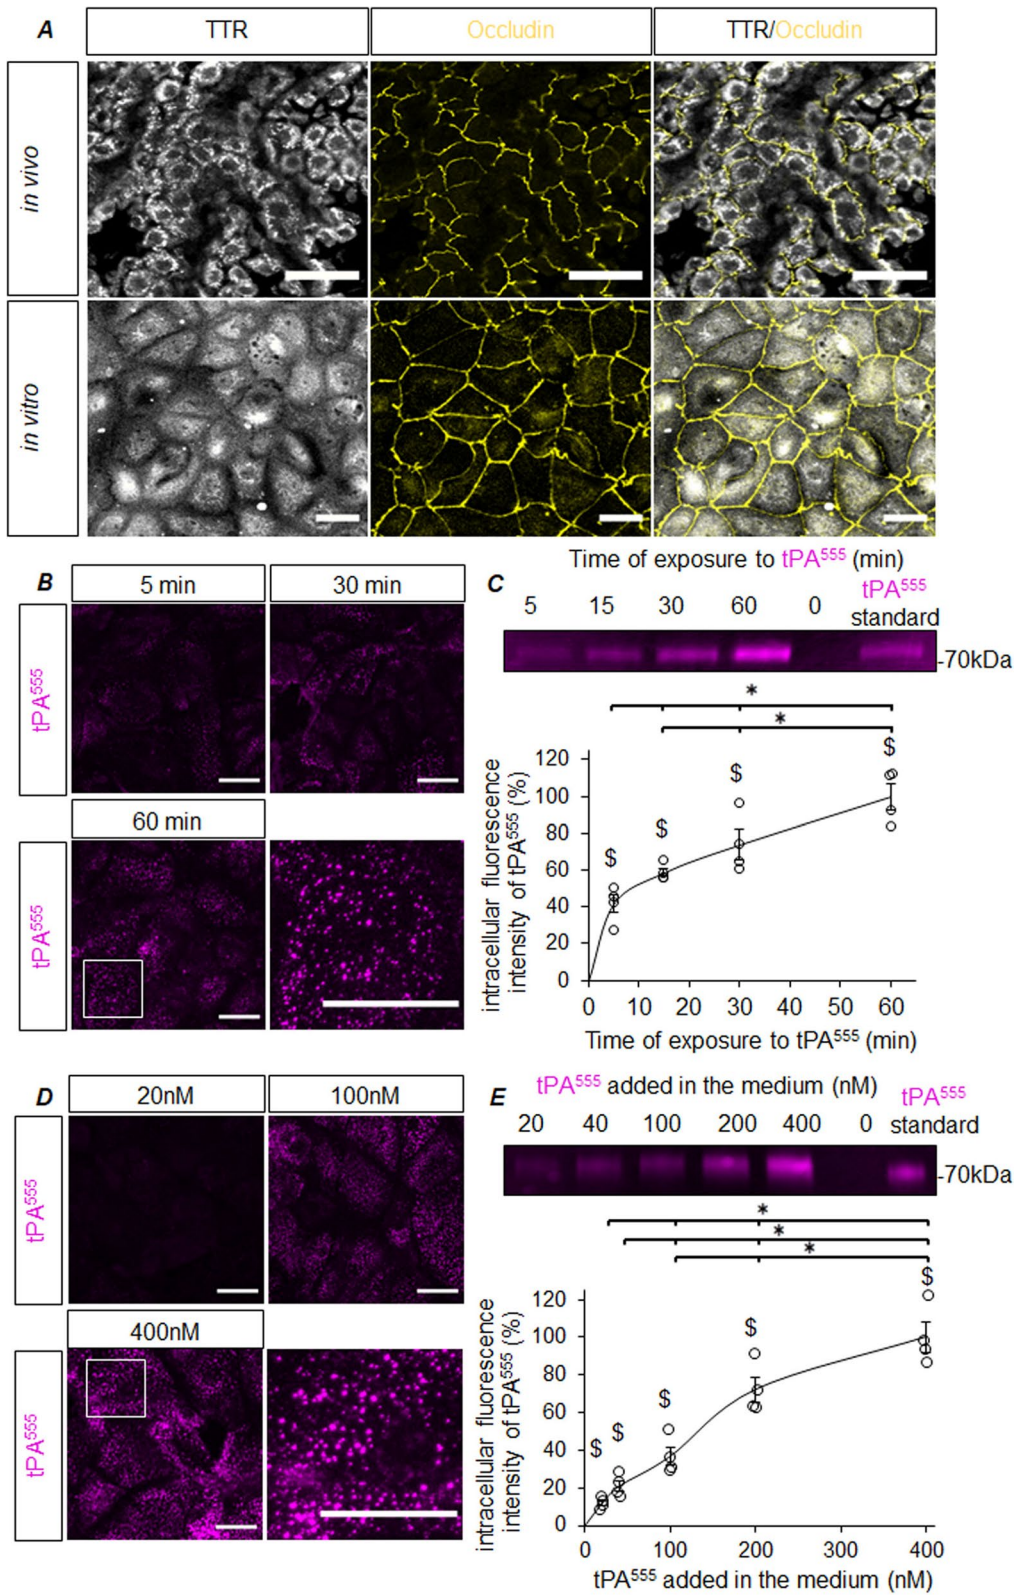 A
TTR
Occludin
TTR/Occludin
in vivo
in vitro
B
5 min
30 min
tPA⁵⁵⁵
60 min
tPA⁵⁵⁵
C
Time of exposure to tPA⁵⁵⁵ (min)
5 15 30 60 0 tPA⁵⁵⁵ standard
-70kDa
*
*
$ $ $ $
intracellular fluorescence
intensity of tPA⁵⁵⁵ (%)
120
100
80
60
40
20
0
0 10 20 30 40 50 60
Time of exposure to tPA⁵⁵⁵ (min)
D
20nM
100nM
tPA⁵⁵⁵
400nM
tPA⁵⁵⁵
E
tPA⁵⁵⁵ added in the medium (nM)
20 40 100 200 400 0 tPA⁵⁵⁵ standard
-70kDa
*
*
*
$ $ $ $ $
intracellular fluorescence
intensity of tPA⁵⁵⁵ (%)
120
100
80
60
40
20
0
0 100 200 300 400
tPA⁵⁵⁵ added in the medium (nM)